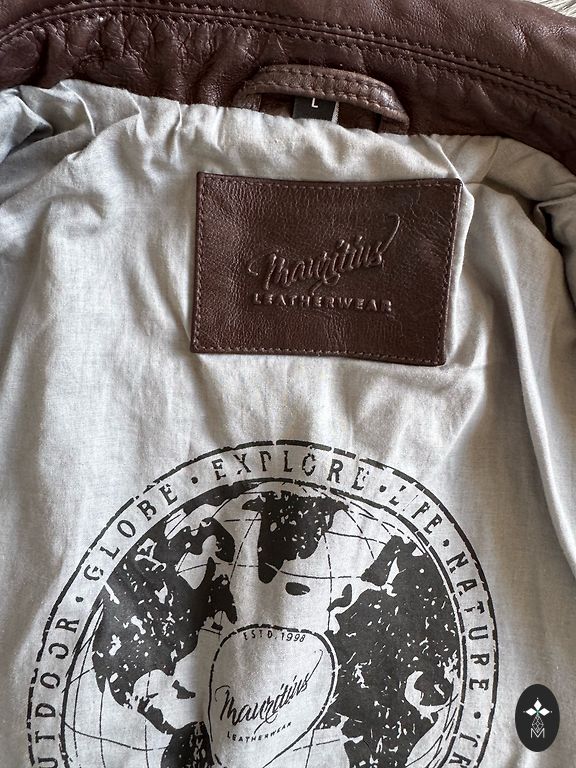 L
Mauritius
LEATHERWEAR
OUTDOOR · GLOBE · EXPLORE · LIFE · NATURE ·
ESTD, 1998
Mauritius
LEATHERWEAR
M